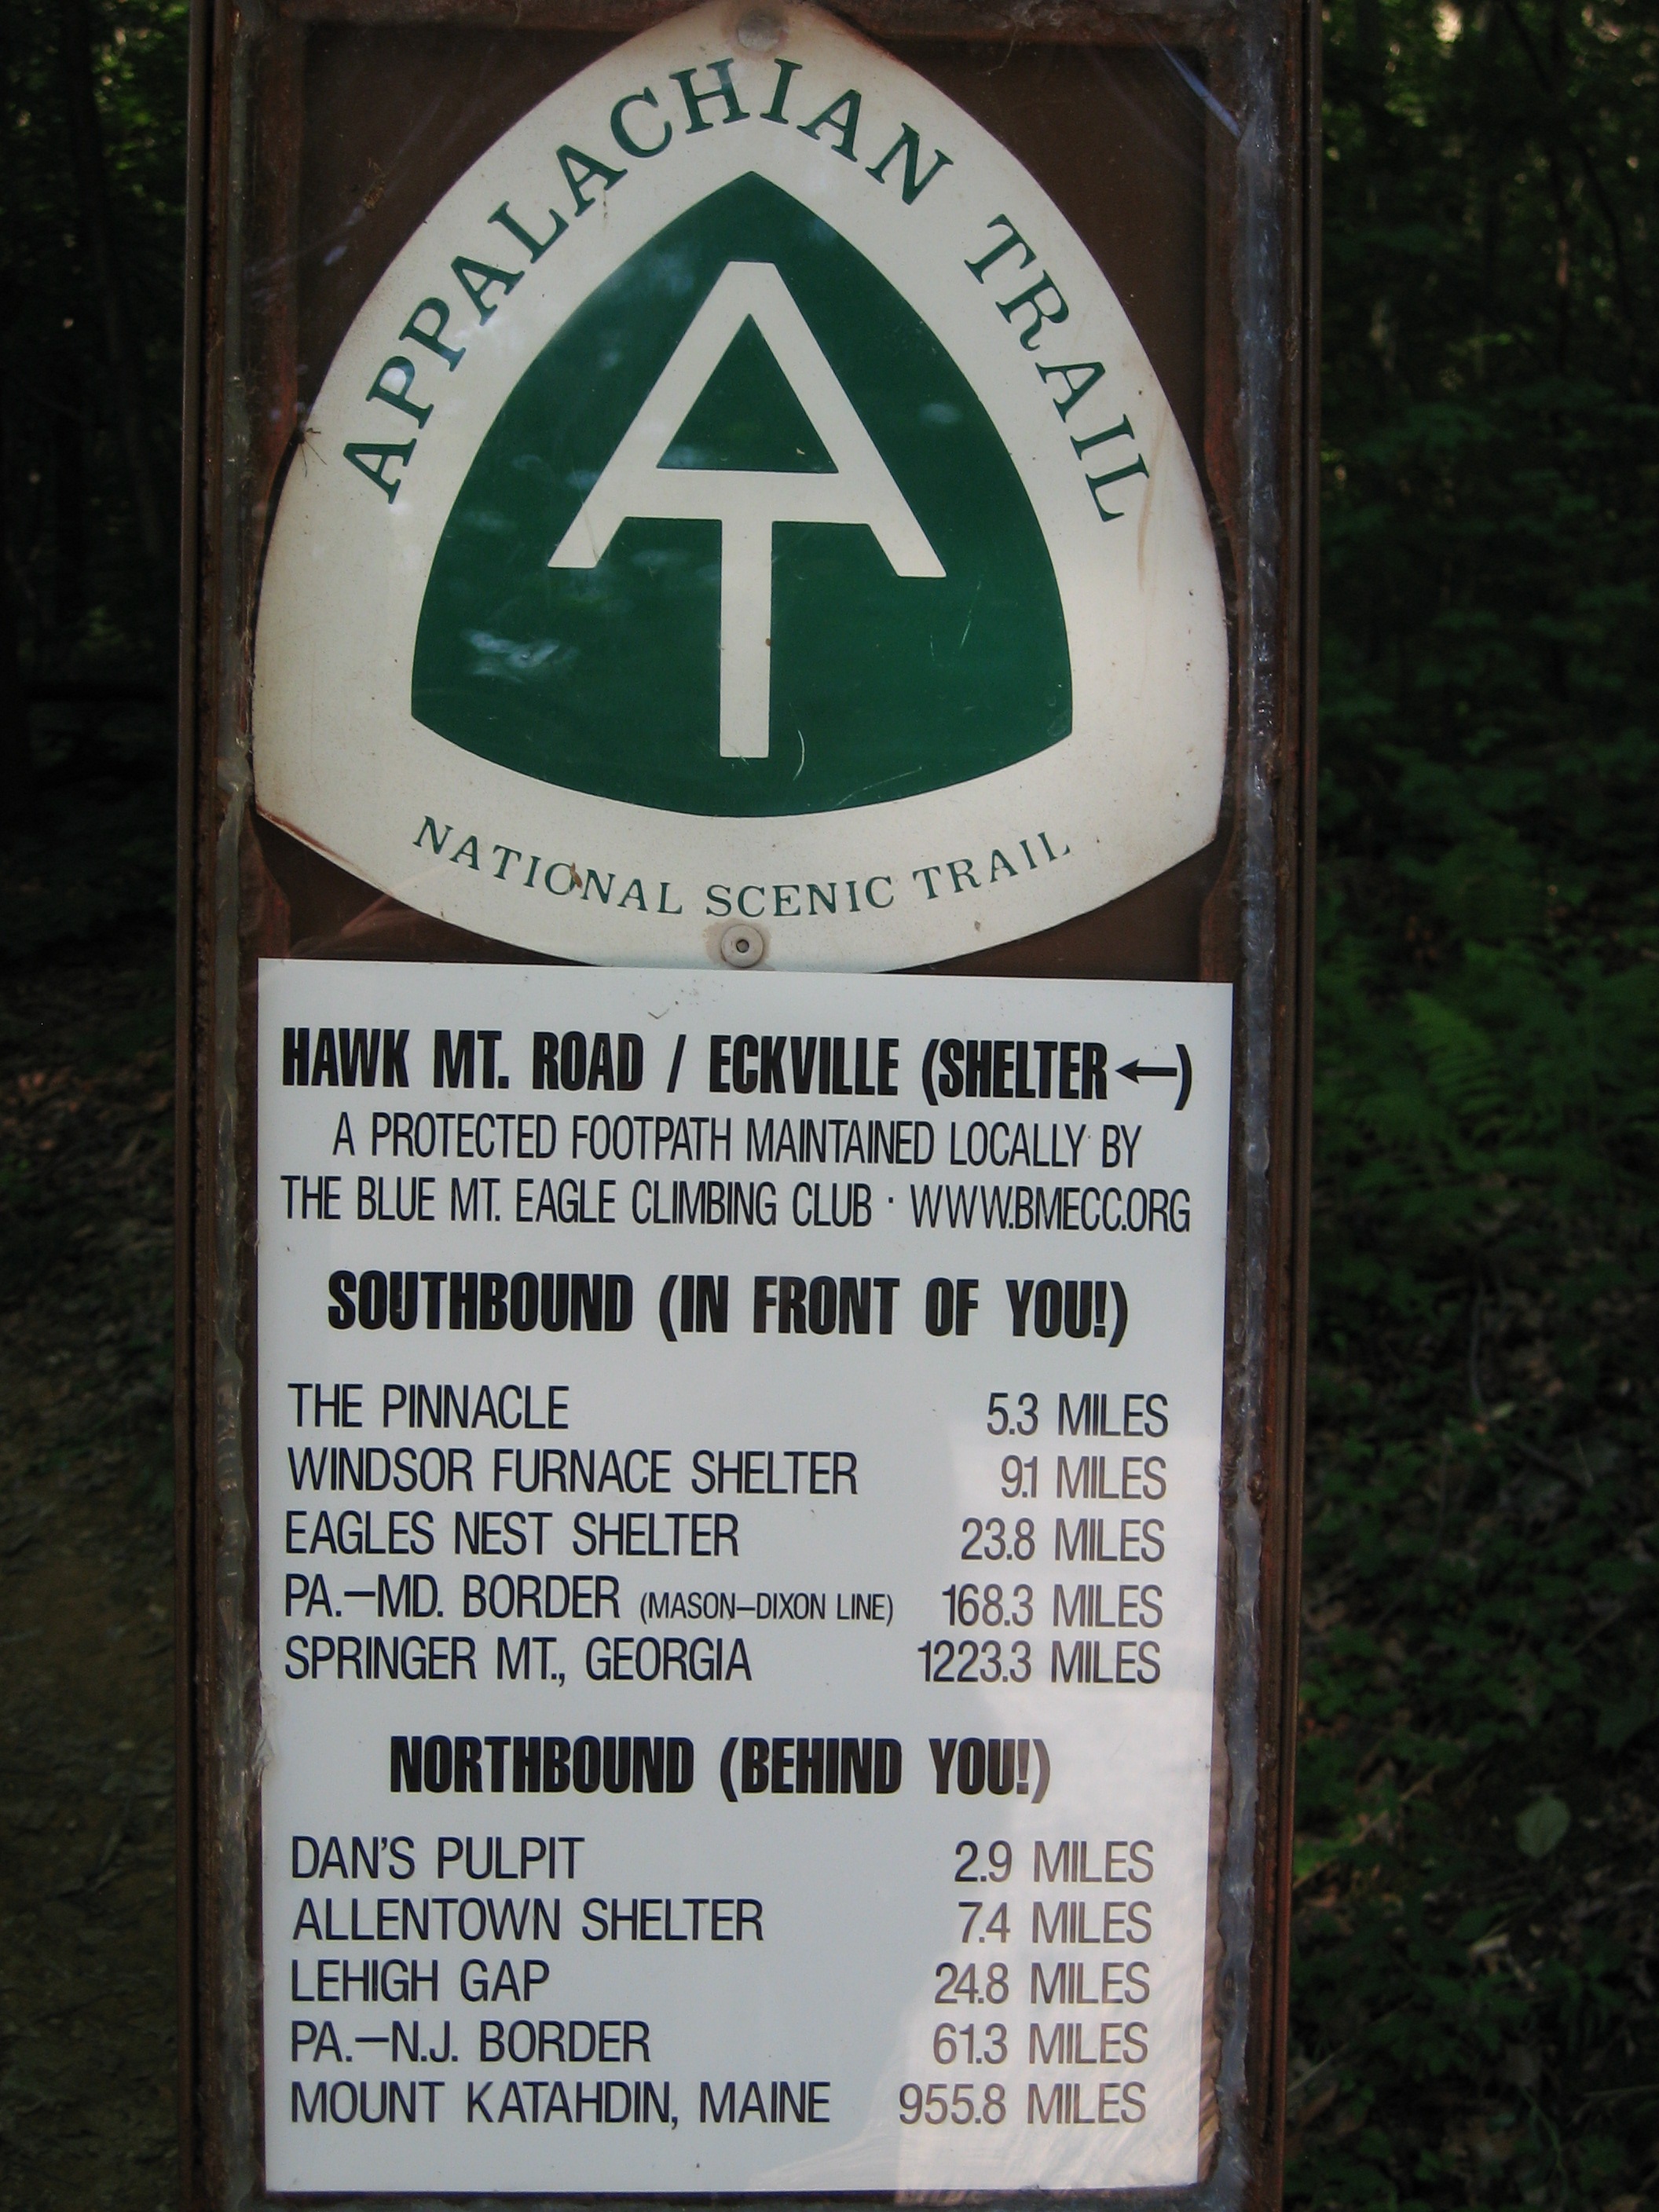 APPALACHIAN TRAIL
AT
NATIONAL SCENIC TRAIL
HAWK MT. ROAD / ECKVILLE (SHELTER←)
A PROTECTED FOOTPATH MAINTAINED LOCALLY BY
THE BLUE MT. EAGLE CLIMBING CLUB · WWW.BMECC.ORG
SOUTHBOUND (IN FRONT OF YOU!)
THE PINNACLE 5.3 MILES
WINDSOR FURNACE SHELTER 9.1 MILES
EAGLES NEST SHELTER 23.8 MILES
PA.–MD. BORDER (MASON–DIXON LINE) 168.3 MILES
SPRINGER MT., GEORGIA 1223.3 MILES
NORTHBOUND (BEHIND YOU!)
DAN'S PULPIT 2.9 MILES
ALLENTOWN SHELTER 7.4 MILES
LEHIGH GAP 24.8 MILES
PA.–N.J. BORDER 61.3 MILES
MOUNT KATAHDIN, MAINE 955.8 MILES